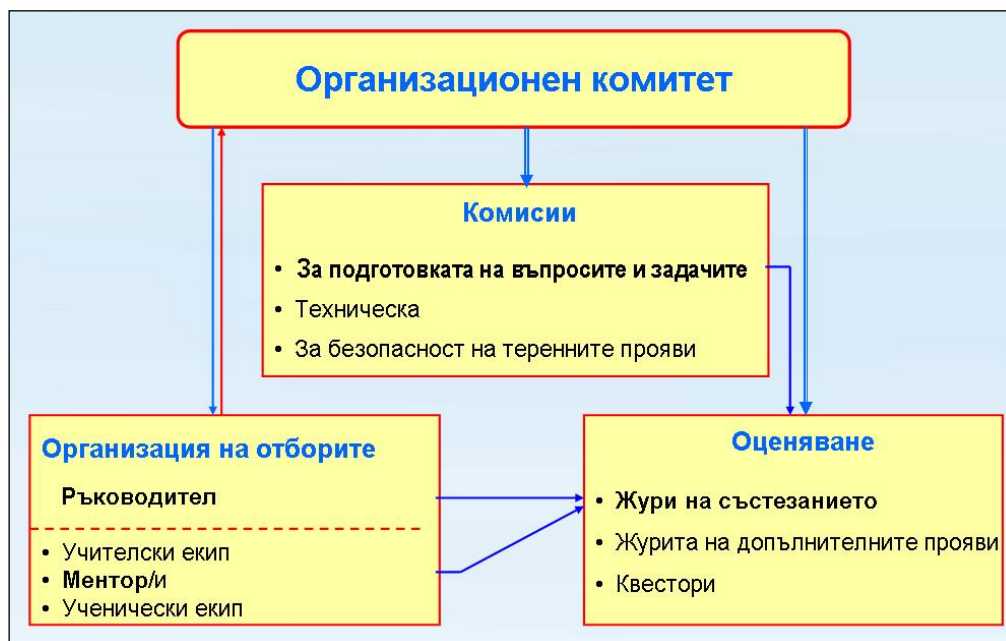 Организационен комитет
Комисии
• За подготовката на въпросите и задачите
• Техническа
• За безопасност на теренните прояви
Организация на отборите
Ръководител
• Учителски екип
• Ментор/и
• Ученически екип
Оценяване
• Жури на състезанието
• Журита на допълнителните прояви
• Квестори